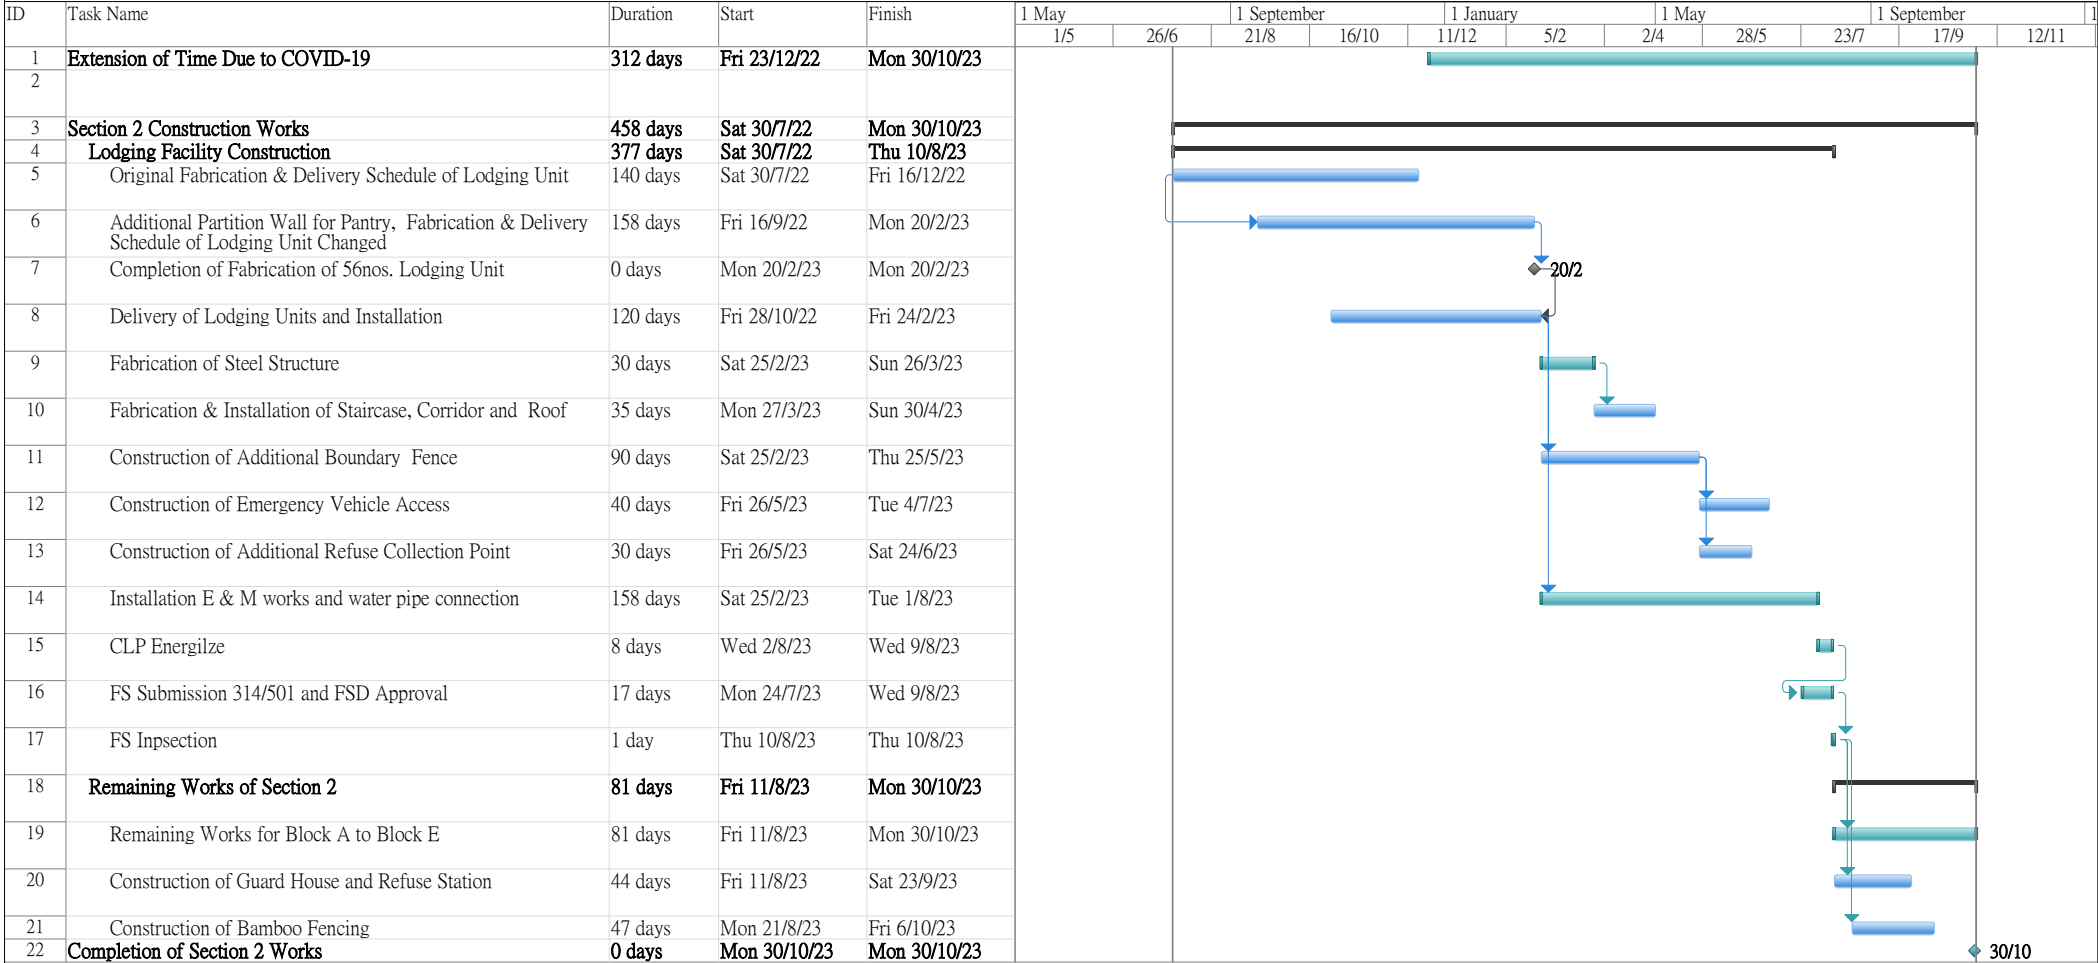 ID Task Name Duration Start Finish 1 May 1 September 1 January 1 May 1 September 1
1/5 26/6 21/8 16/10 11/12 5/2 2/4 28/5 23/7 17/9 12/11
1 Extension of Time Due to COVID-19 312 days Fri 23/12/22 Mon 30/10/23
2
3 Section 2 Construction Works 458 days Sat 30/7/22 Mon 30/10/23
4 Lodging Facility Construction 377 days Sat 30/7/22 Thu 10/8/23
5 Original Fabrication & Delivery Schedule of Lodging Unit 140 days Sat 30/7/22 Fri 16/12/22
6 Additional Partition Wall for Pantry, Fabrication & Delivery 158 days Fri 16/9/22 Mon 20/2/23
Schedule of Lodging Unit Changed
7 Completion of Fabrication of 56nos. Lodging Unit 0 days Mon 20/2/23 Mon 20/2/23 20/2
8 Delivery of Lodging Units and Installation 120 days Fri 28/10/22 Fri 24/2/23
9 Fabrication of Steel Structure 30 days Sat 25/2/23 Sun 26/3/23
10 Fabrication & Installation of Staircase, Corridor and Roof 35 days Mon 27/3/23 Sun 30/4/23
11 Construction of Additional Boundary Fence 90 days Sat 25/2/23 Thu 25/5/23
12 Construction of Emergency Vehicle Access 40 days Fri 26/5/23 Tue 4/7/23
13 Construction of Additional Refuse Collection Point 30 days Fri 26/5/23 Sat 24/6/23
14 Installation E & M works and water pipe connection 158 days Sat 25/2/23 Tue 1/8/23
15 CLP Energilze 8 days Wed 2/8/23 Wed 9/8/23
16 FS Submission 314/501 and FSD Approval 17 days Mon 24/7/23 Wed 9/8/23
17 FS Inpsection 1 day Thu 10/8/23 Thu 10/8/23
18 Remaining Works of Section 2 81 days Fri 11/8/23 Mon 30/10/23
19 Remaining Works for Block A to Block E 81 days Fri 11/8/23 Mon 30/10/23
20 Construction of Guard House and Refuse Station 44 days Fri 11/8/23 Sat 23/9/23
21 Construction of Bamboo Fencing 47 days Mon 21/8/23 Fri 6/10/23
22 Completion of Section 2 Works 0 days Mon 30/10/23 Mon 30/10/23 30/10